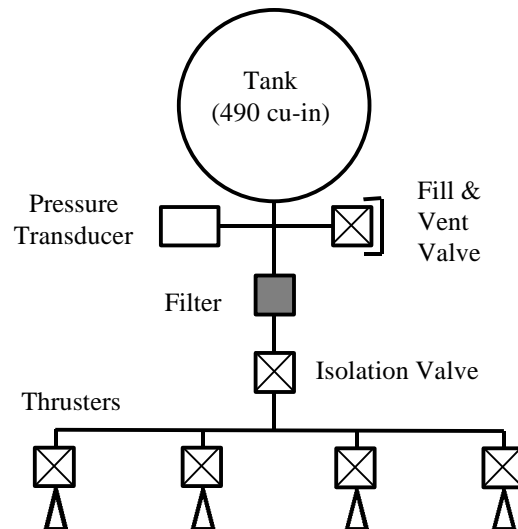 Tank
(490 cu-in)
Pressure
Transducer
Fill &
Vent
Valve
Filter
Isolation Valve
Thrusters